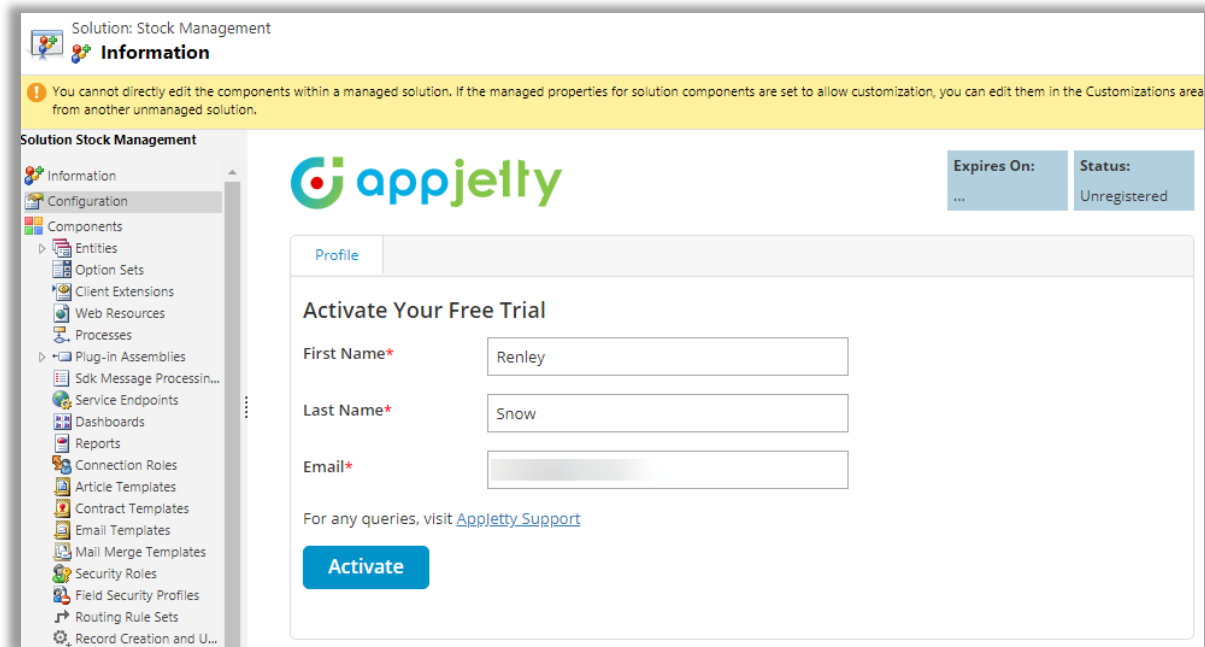 Solution: Stock Management
Information
You cannot directly edit the components within a managed solution. If the managed properties for solution components are set to allow customization, you can edit them in the Customizations area
from another unmanaged solution.
Solution Stock Management
Information
Configuration
Components
Entities
Option Sets
Client Extensions
Web Resources
Processes
Plug-in Assemblies
Sdk Message Processin...
Service Endpoints
Dashboards
Reports
Connection Roles
Article Templates
Contract Templates
Email Templates
Mail Merge Templates
Security Roles
Field Security Profiles
Routing Rule Sets
Record Creation and U...
appjetty
Expires On:
...
Status:
Unregistered
Profile
Activate Your Free Trial
First Name*
Renley
Last Name*
Snow
Email*
For any queries, visit AppJetty Support
Activate